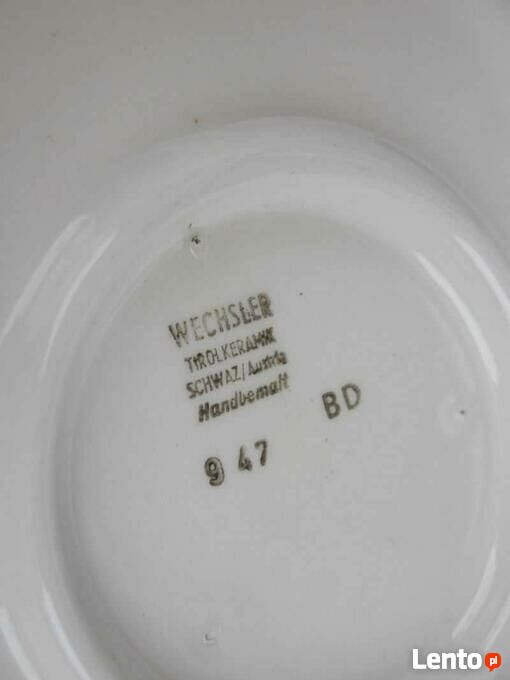 WECHSLER
TIROLKERAMIK
SCHWAZ/Austria
Handbemalt
BD
9 47
Lento.pl